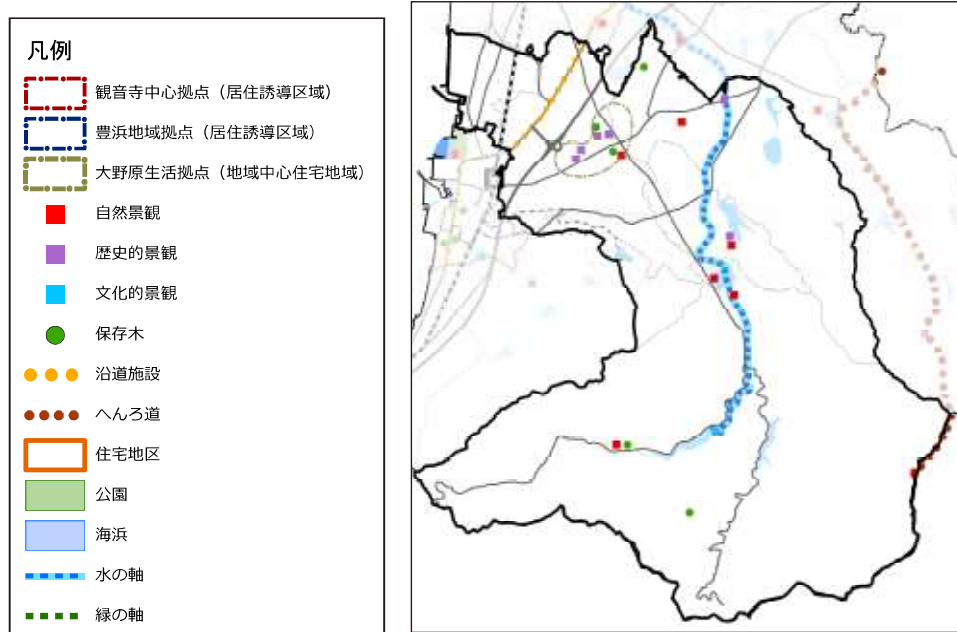 凡例
観音寺中心拠点（居住誘導区域）
豊浜地域拠点（居住誘導区域）
大野原生活拠点（地域中心住宅地域）
自然景観
歴史的景観
文化的景観
保存木
沿道施設
へんろ道
住宅地区
公園
海浜
水の軸
緑の軸